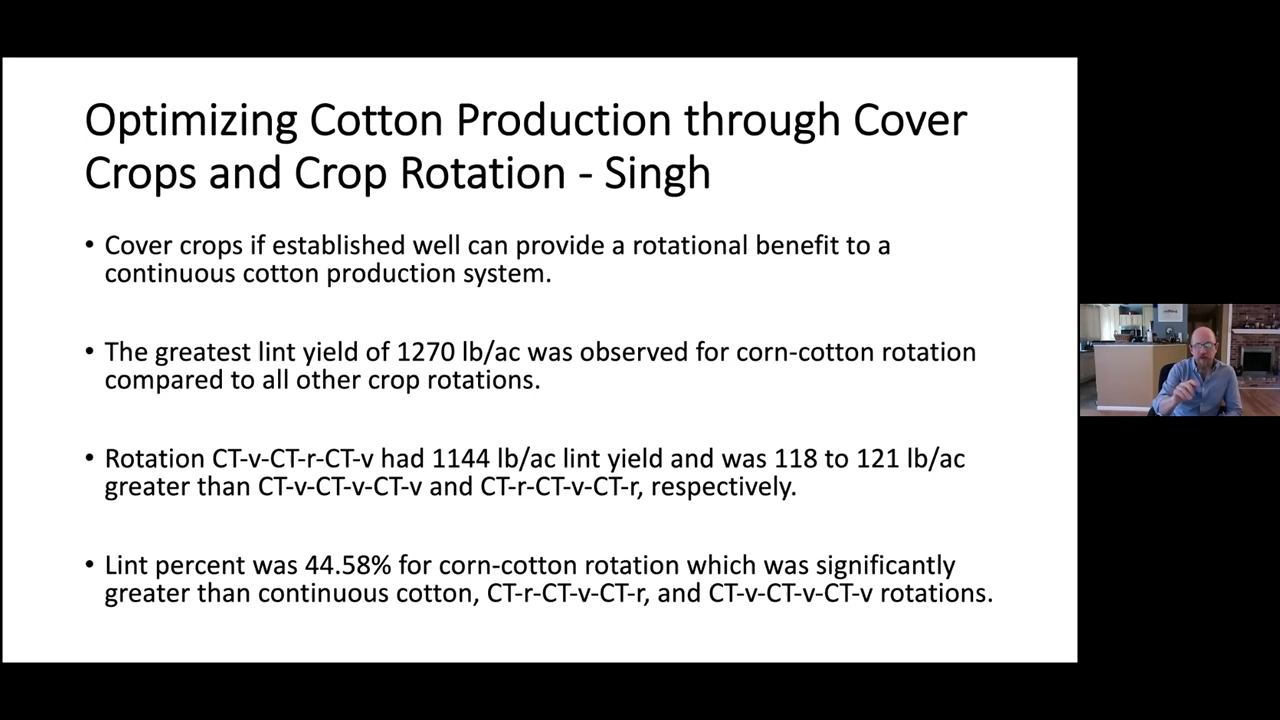 Optimizing Cotton Production through Cover
Crops and Crop Rotation - Singh
• Cover crops if established well can provide a rotational benefit to a
continuous cotton production system.
• The greatest lint yield of 1270 lb/ac was observed for corn-cotton rotation
compared to all other crop rotations.
• Rotation CT-v-CT-r-CT-v had 1144 lb/ac lint yield and was 118 to 121 lb/ac
greater than CT-v-CT-v-CT-v and CT-r-CT-v-CT-r, respectively.
• Lint percent was 44.58% for corn-cotton rotation which was significantly
greater than continuous cotton, CT-r-CT-v-CT-r, and CT-v-CT-v-CT-v rotations.